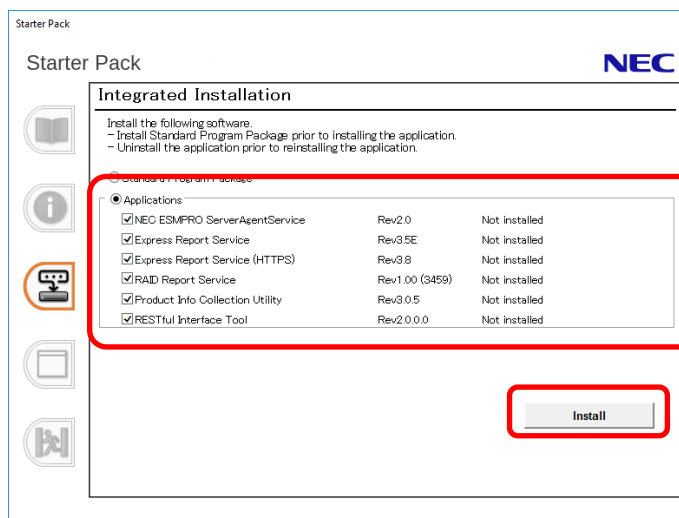 Starter Pack
Starter Pack NEC
Integrated Installation
Install the following software.
- Install Standard Program Package prior to installing the application.
- Uninstall the application prior to reinstalling the application.
Standard Program Package
Applications
NEC ESMPRO ServerAgentService Rev2.0 Not installed
Express Report Service Rev3.5E Not installed
Express Report Service (HTTPS) Rev3.8 Not installed
RAID Report Service Rev1.00 (3459) Not installed
Product Info Collection Utility Rev3.0.5 Not installed
RESTful Interface Tool Rev2.0.0.0 Not installed
Install